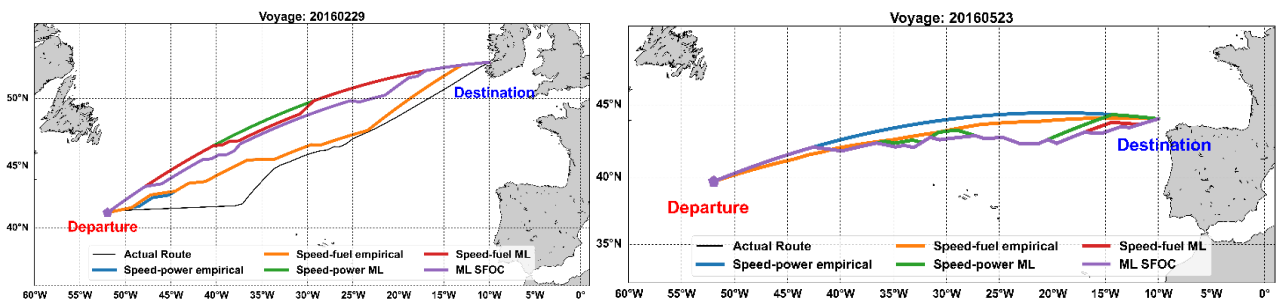 Voyage: 20160229
50°N
45°N
40°N
Departure
Destination
Actual Route
Speed-power empirical
Speed-fuel empirical
Speed-power ML
Speed-fuel ML
ML SFOC
60°W 55°W 50°W 45°W 40°W 35°W 30°W 25°W 20°W 15°W 10°W 5°W 0°
Voyage: 20160523
45°N
40°N
35°N
Departure
Destination
Actual Route
Speed-power empirical
Speed-fuel empirical
Speed-power ML
Speed-fuel ML
ML SFOC
60°W 55°W 50°W 45°W 40°W 35°W 30°W 25°W 20°W 15°W 10°W 5°W 0°